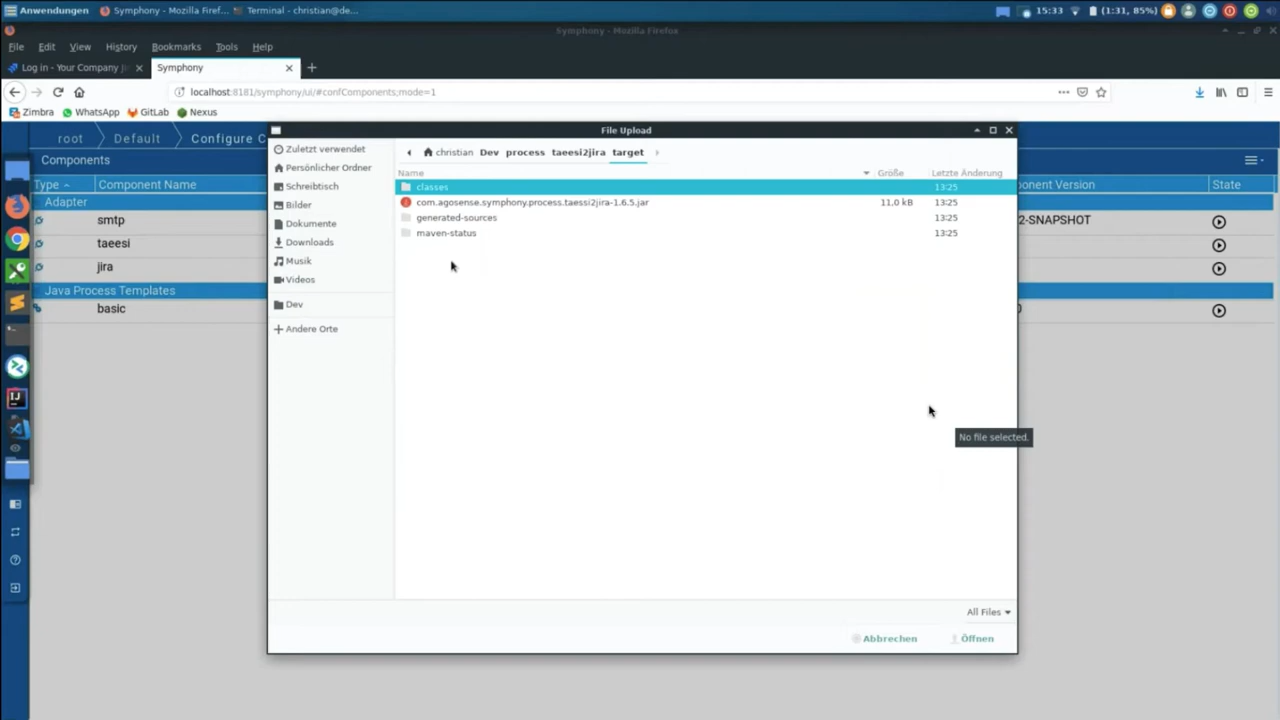 Anwendungen Symphony - Mozilla Firef... Terminal - christian@de... 15:33 (1:31, 85%)
Symphony - Mozilla Firefox
File Edit View History Bookmarks Tools Help
Log in - Your Company Symphony
localhost:8181/symphony/ui/#confComponents;mode=1
Zimbra WhatsApp GitLab Nexus
root Default Configure C
Components
Type Component Name onent Version State
Adapter
smtp 2-SNAPSHOT
taeesi
jira
Java Process Templates
basic
File Upload
christian Dev process taeesi2jira target
Name Größe Letzte Änderung
classes 13:25
com.agosense.symphony.process.taessi2jira-1.6.5.jar 11,0 kB 13:25
generated-sources 13:25
maven-status 13:25
Zuletzt verwendet
Persönlicher Ordner
Schreibtisch
Bilder
Dokumente
Downloads
Musik
Videos
Dev
Andere Orte
No file selected.
All Files
Abbrechen Öffnen